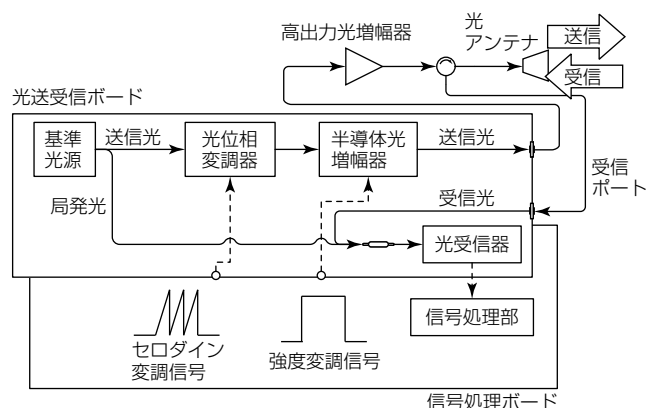 高出力光増幅器
光
アンテナ
送信
受信
光送受信ボード
基準
光源
送信光
光位相
変調器
半導体光
増幅器
送信光
受信
ポート
局発光
受信光
光受信器
信号処理部
セロダイン
変調信号
強度変調信号
信号処理ボード